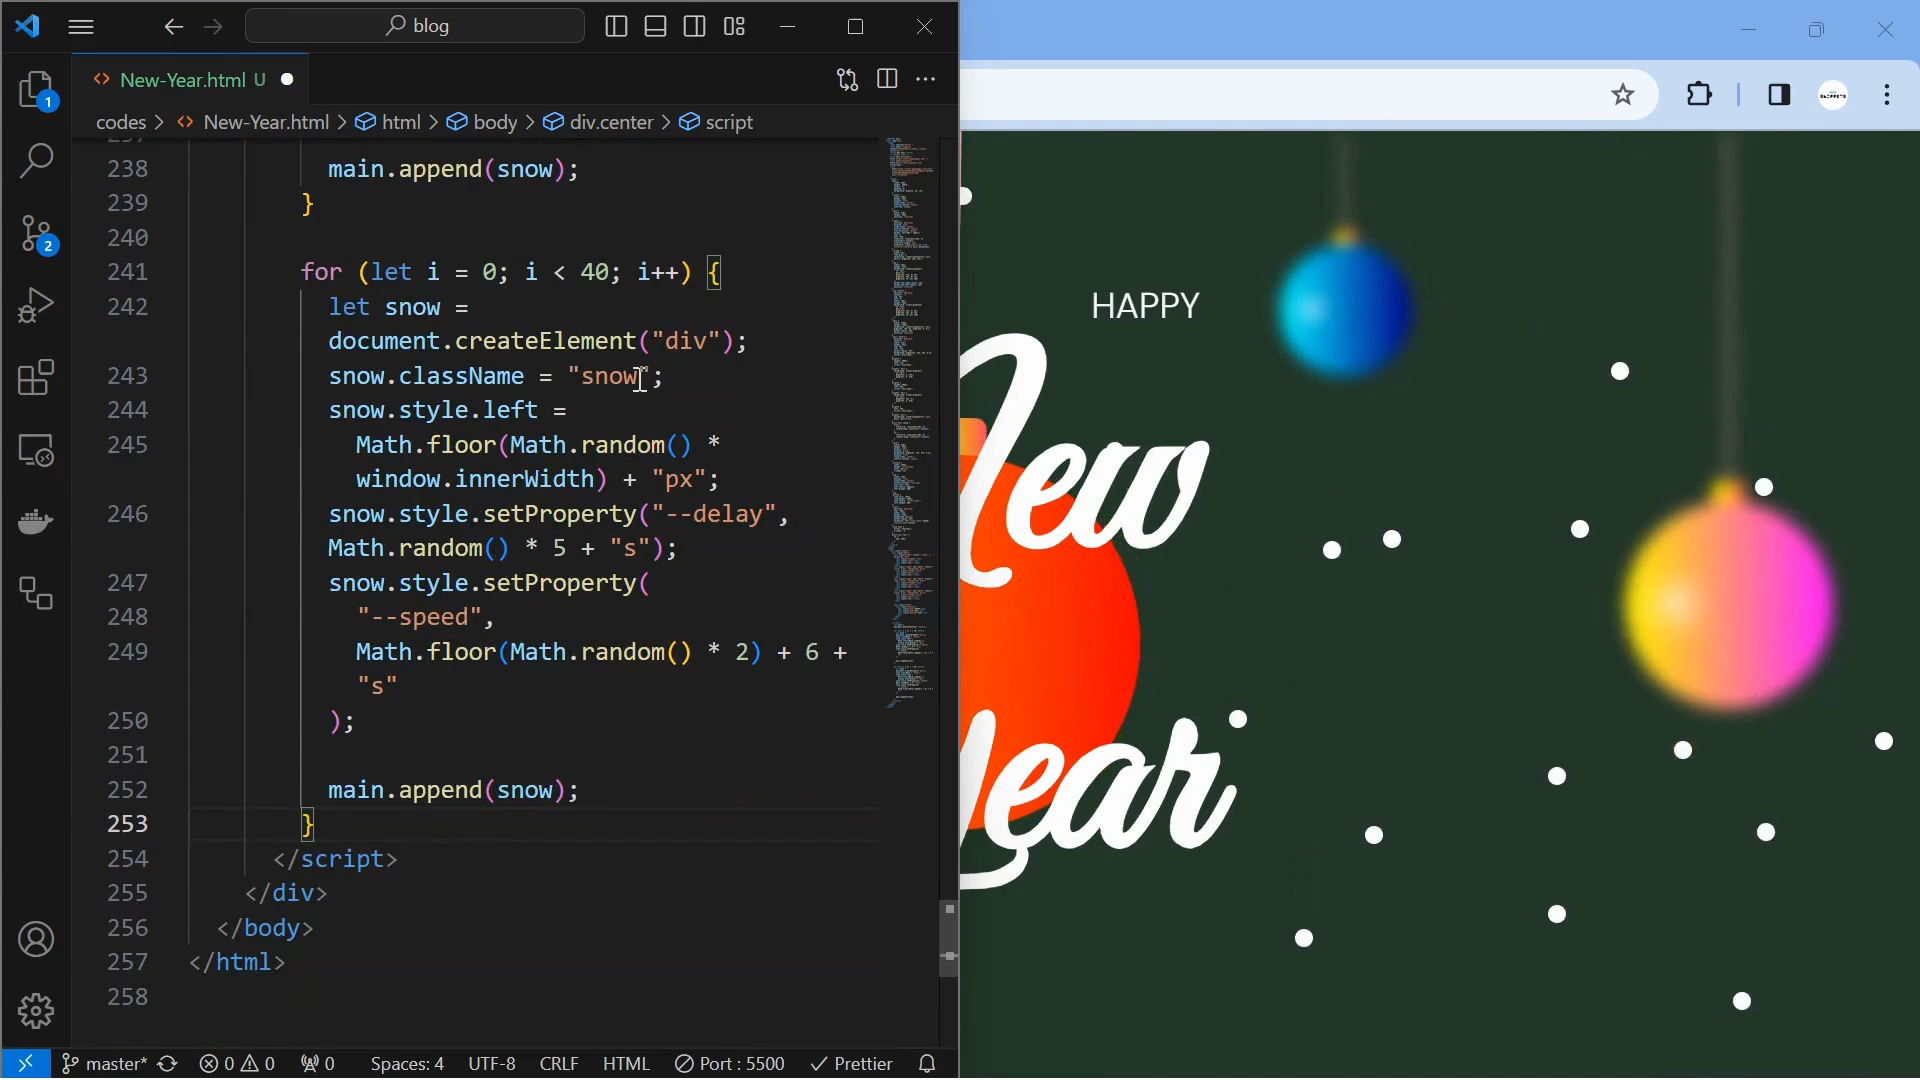 blog
New-Year.html U
codes > New-Year.html > html > body > div.center > script
238 main.append(snow);
239 }
240
241 for (let i = 0; i < 40; i++) {
242 let snow =
document.createElement("div");
243 snow.className = "snow";
244 snow.style.left =
245 Math.floor(Math.random() *
window.innerWidth) + "px";
246 snow.style.setProperty("--delay",
Math.random() * 5 + "s");
247 snow.style.setProperty(
248 "--speed",
249 Math.floor(Math.random() * 2) + 6 +
"s"
250 );
251
252 main.append(snow);
253 }
254 </script>
255 </div>
256 </body>
257 </html>
258
1
2
master* 0 0 0 Spaces: 4 UTF-8 CRLF HTML Port : 5500 Prettier
HAPPY
New
Year